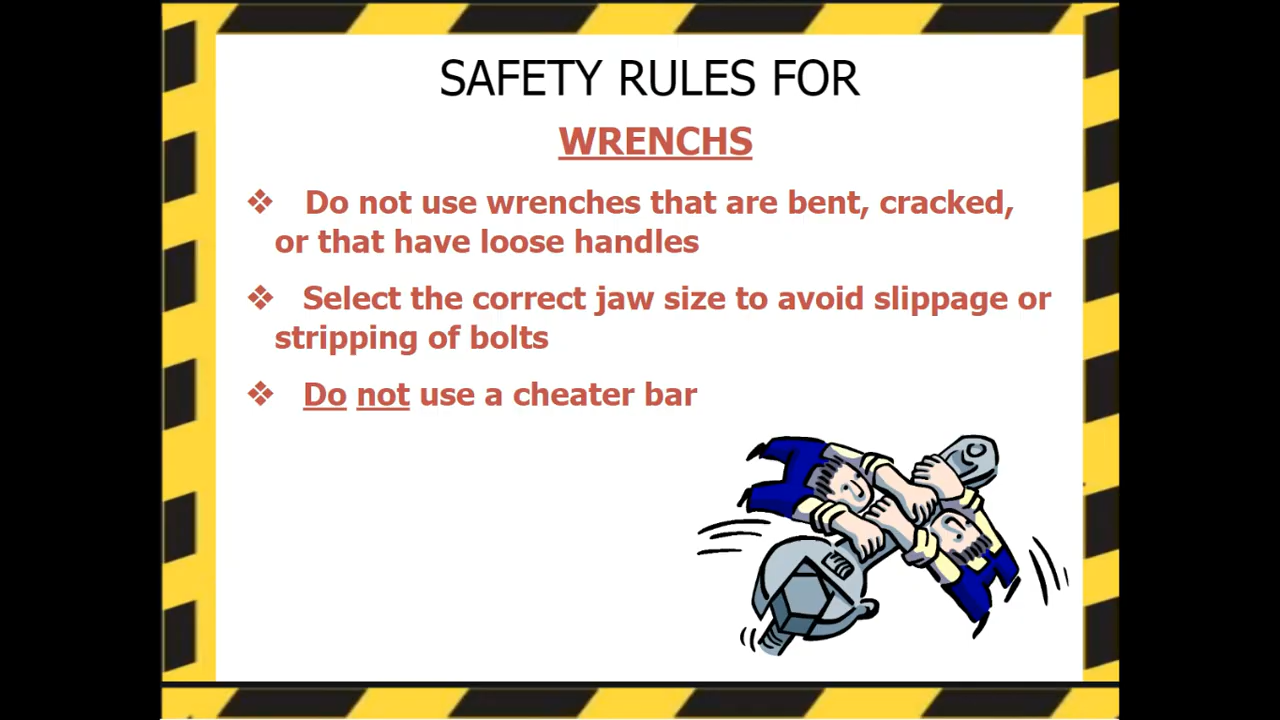 SAFETY RULES FOR
WRENCHS
❖ Do not use wrenches that are bent, cracked,
or that have loose handles
❖ Select the correct jaw size to avoid slippage or
stripping of bolts
❖ Do not use a cheater bar